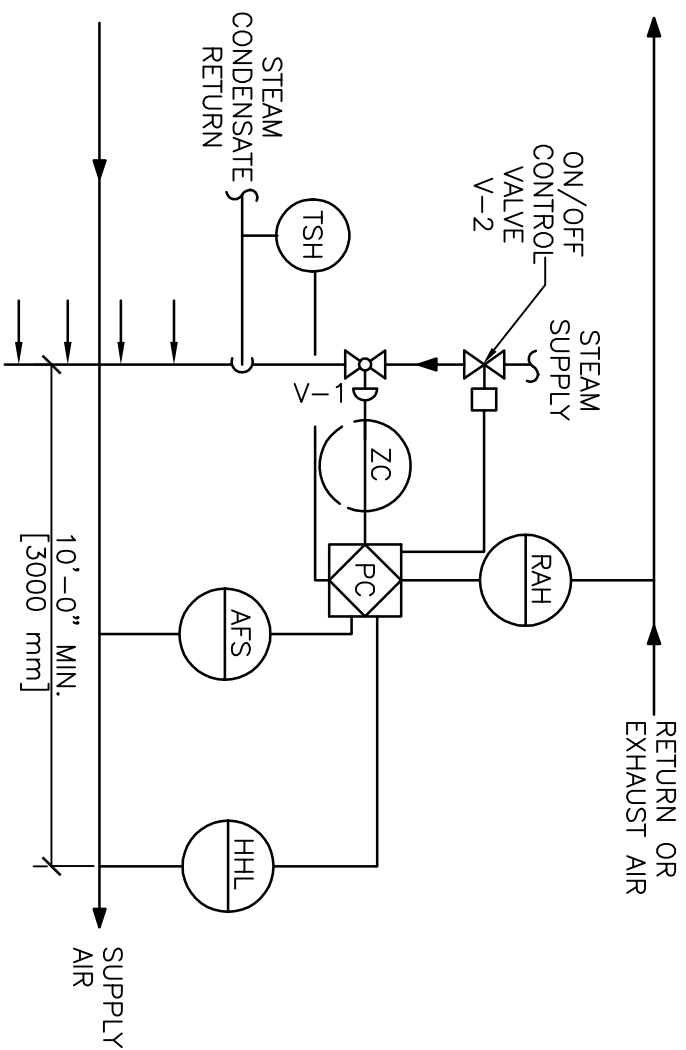 RETURN OR
EXHAUST AIR
STEAM
SUPPLY
ON/OFF
CONTROL
VALVE
V-2
RAH
STEAM
CONDENSATE
RETURN
TSH
V-1
ZC
PC
AFS
HHL
10'-0" MIN.
[3000 mm]
SUPPLY
AIR